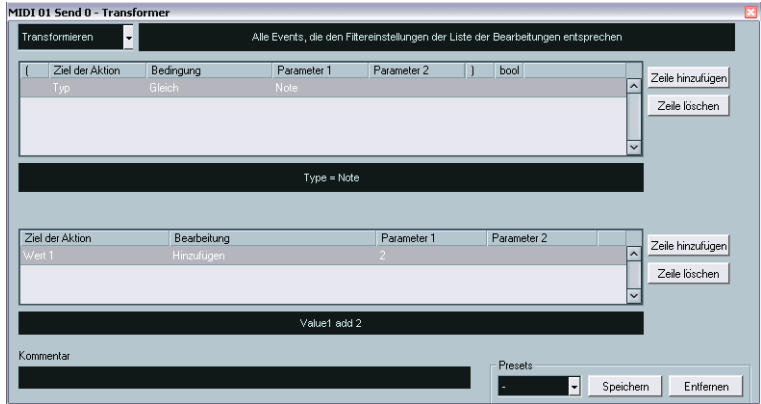 MIDI 01 Send 0 - Transformer
Transformieren
Alle Events, die den Filtereinstellungen der Liste der Bearbeitungen entsprechen
( Ziel der Aktion Bedingung Parameter 1 Parameter 2 ) bool
Typ Gleich Note
Zeile hinzufügen
Zeile löschen
Type = Note
Ziel der Aktion Bearbeitung Parameter 1 Parameter 2
Wert 1 Hinzufügen 2
Zeile hinzufügen
Zeile löschen
Value1 add 2
Kommentar
Presets
- Speichern Entfernen